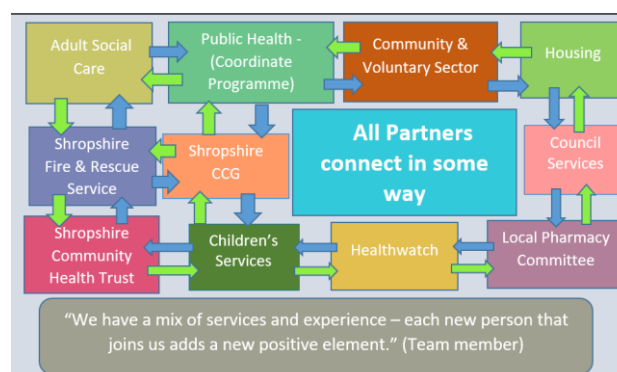 Adult Social
Care
Public Health -
(Coordinate
Programme)
Community &
Voluntary Sector
Housing
Shropshire
Fire & Rescue
Service
Shropshire
CCG
All Partners
connect in some
way
Council
Services
Shropshire
Community
Health Trust
Children's
Services
Healthwatch
Local Pharmacy
Committee
“We have a mix of services and experience – each new person that
joins us adds a new positive element.” (Team member)